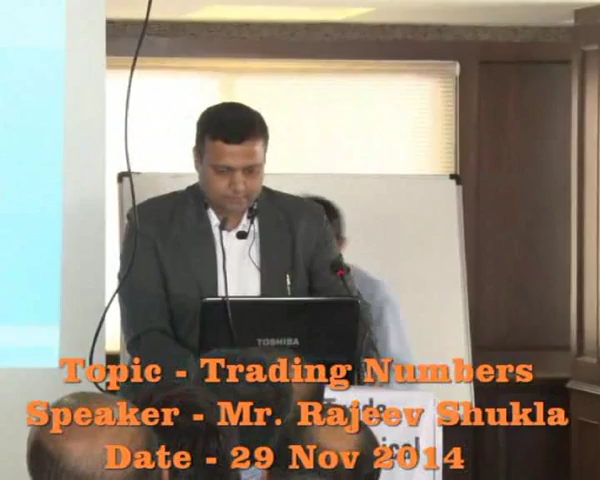 TOSHIBA
Topic - Trading Numbers
Speaker - Mr. Rajeev Shukla
Date - 29 Nov 2014